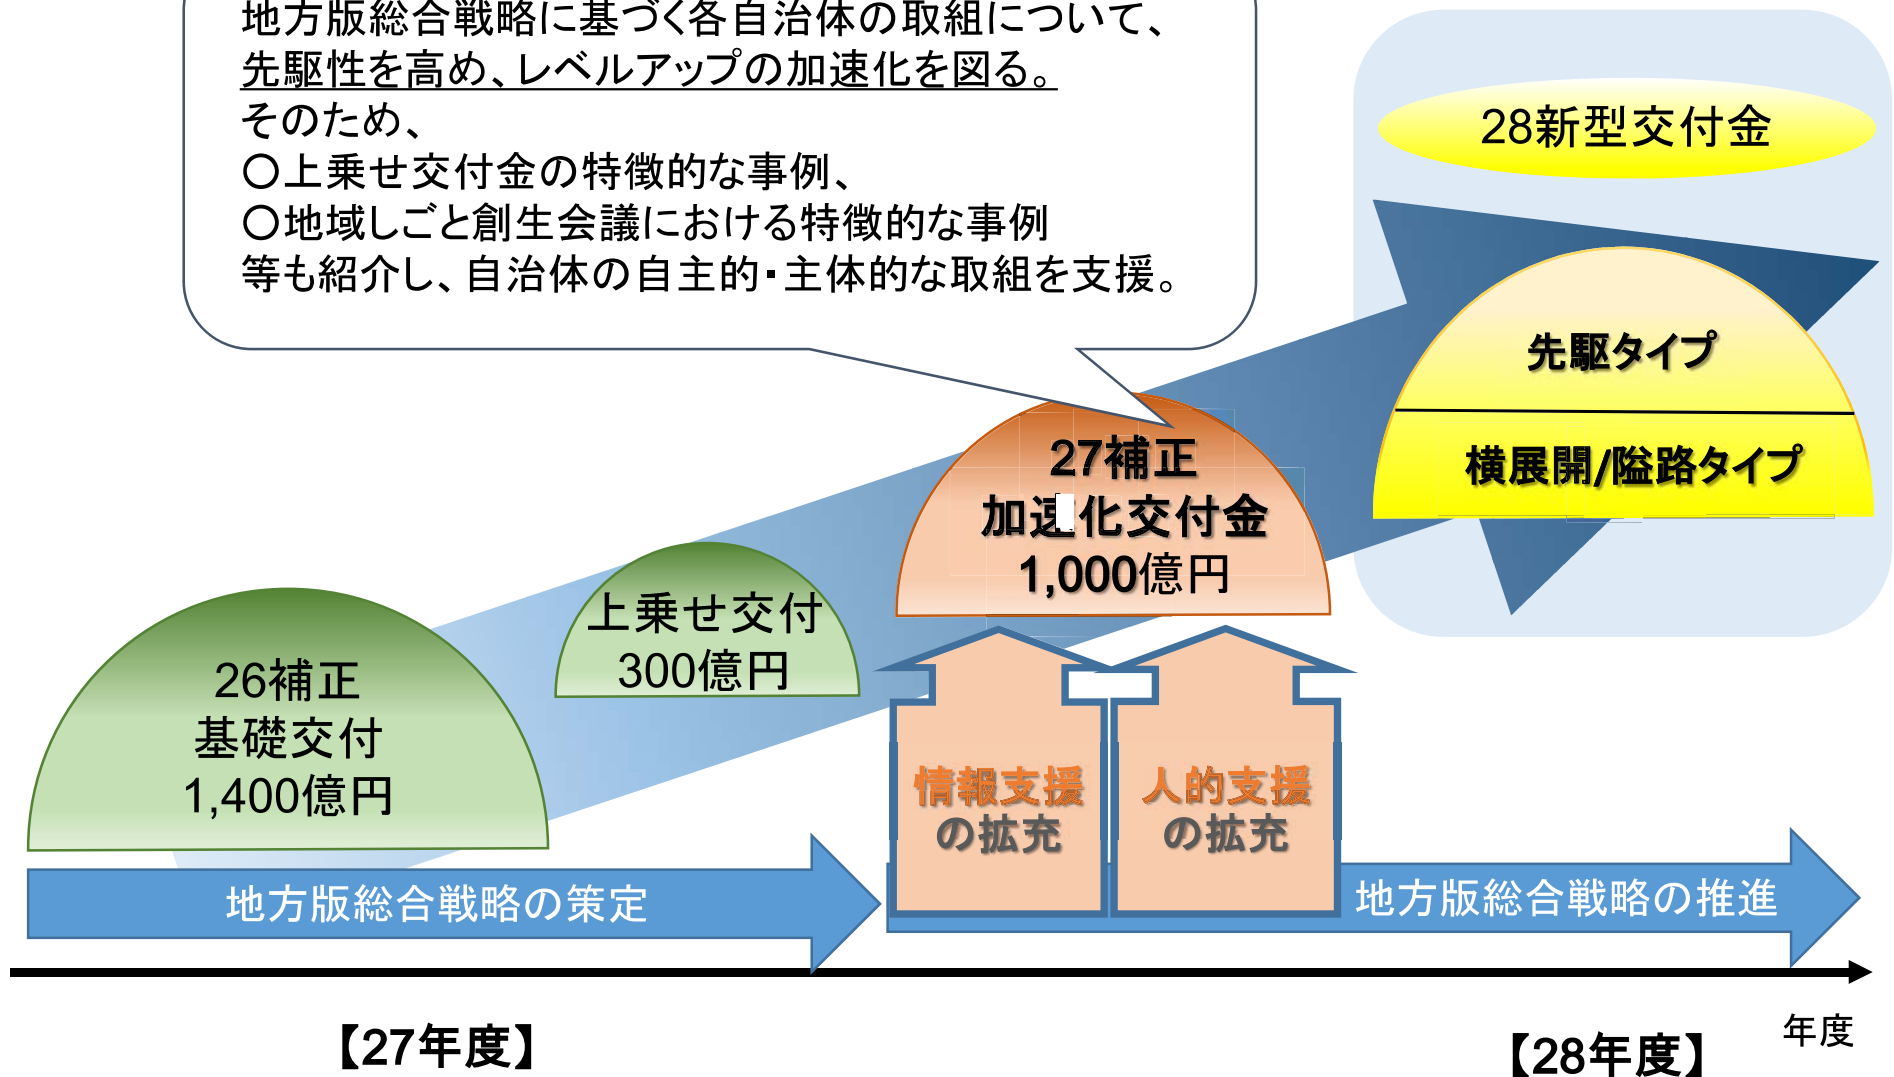 地方版総合戦略に基づく各自治体の取組について、
先駆性を高め、レベルアップの加速化を図る。
そのため、
○上乗せ交付金の特徴的な事例、
○地域しごと創生会議における特徴的な事例
等も紹介し、自治体の自主的・主体的な取組を支援。
28新型交付金
先駆タイプ
横展開/隘路タイプ
27補正
加速化交付金
1,000億円
上乗せ交付
300億円
26補正
基礎交付
1,400億円
情報支援
の拡充
人的支援
の拡充
地方版総合戦略の策定
地方版総合戦略の推進
年度
【27年度】
【28年度】